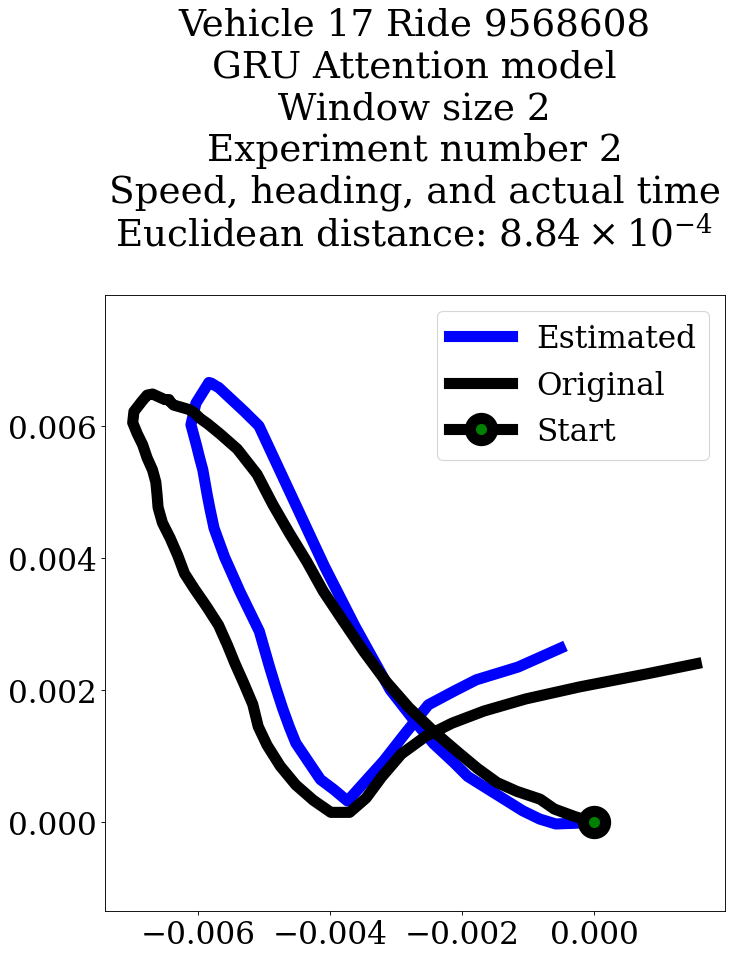 Vehicle 17 Ride 9568608
GRU Attention model
Window size 2
Experiment number 2
Speed, heading, and actual time
Euclidean distance: 8.84 × 10⁻⁴
Estimated
Original
Start
0.006
0.004
0.002
0.000
−0.006 −0.004 −0.002 0.000